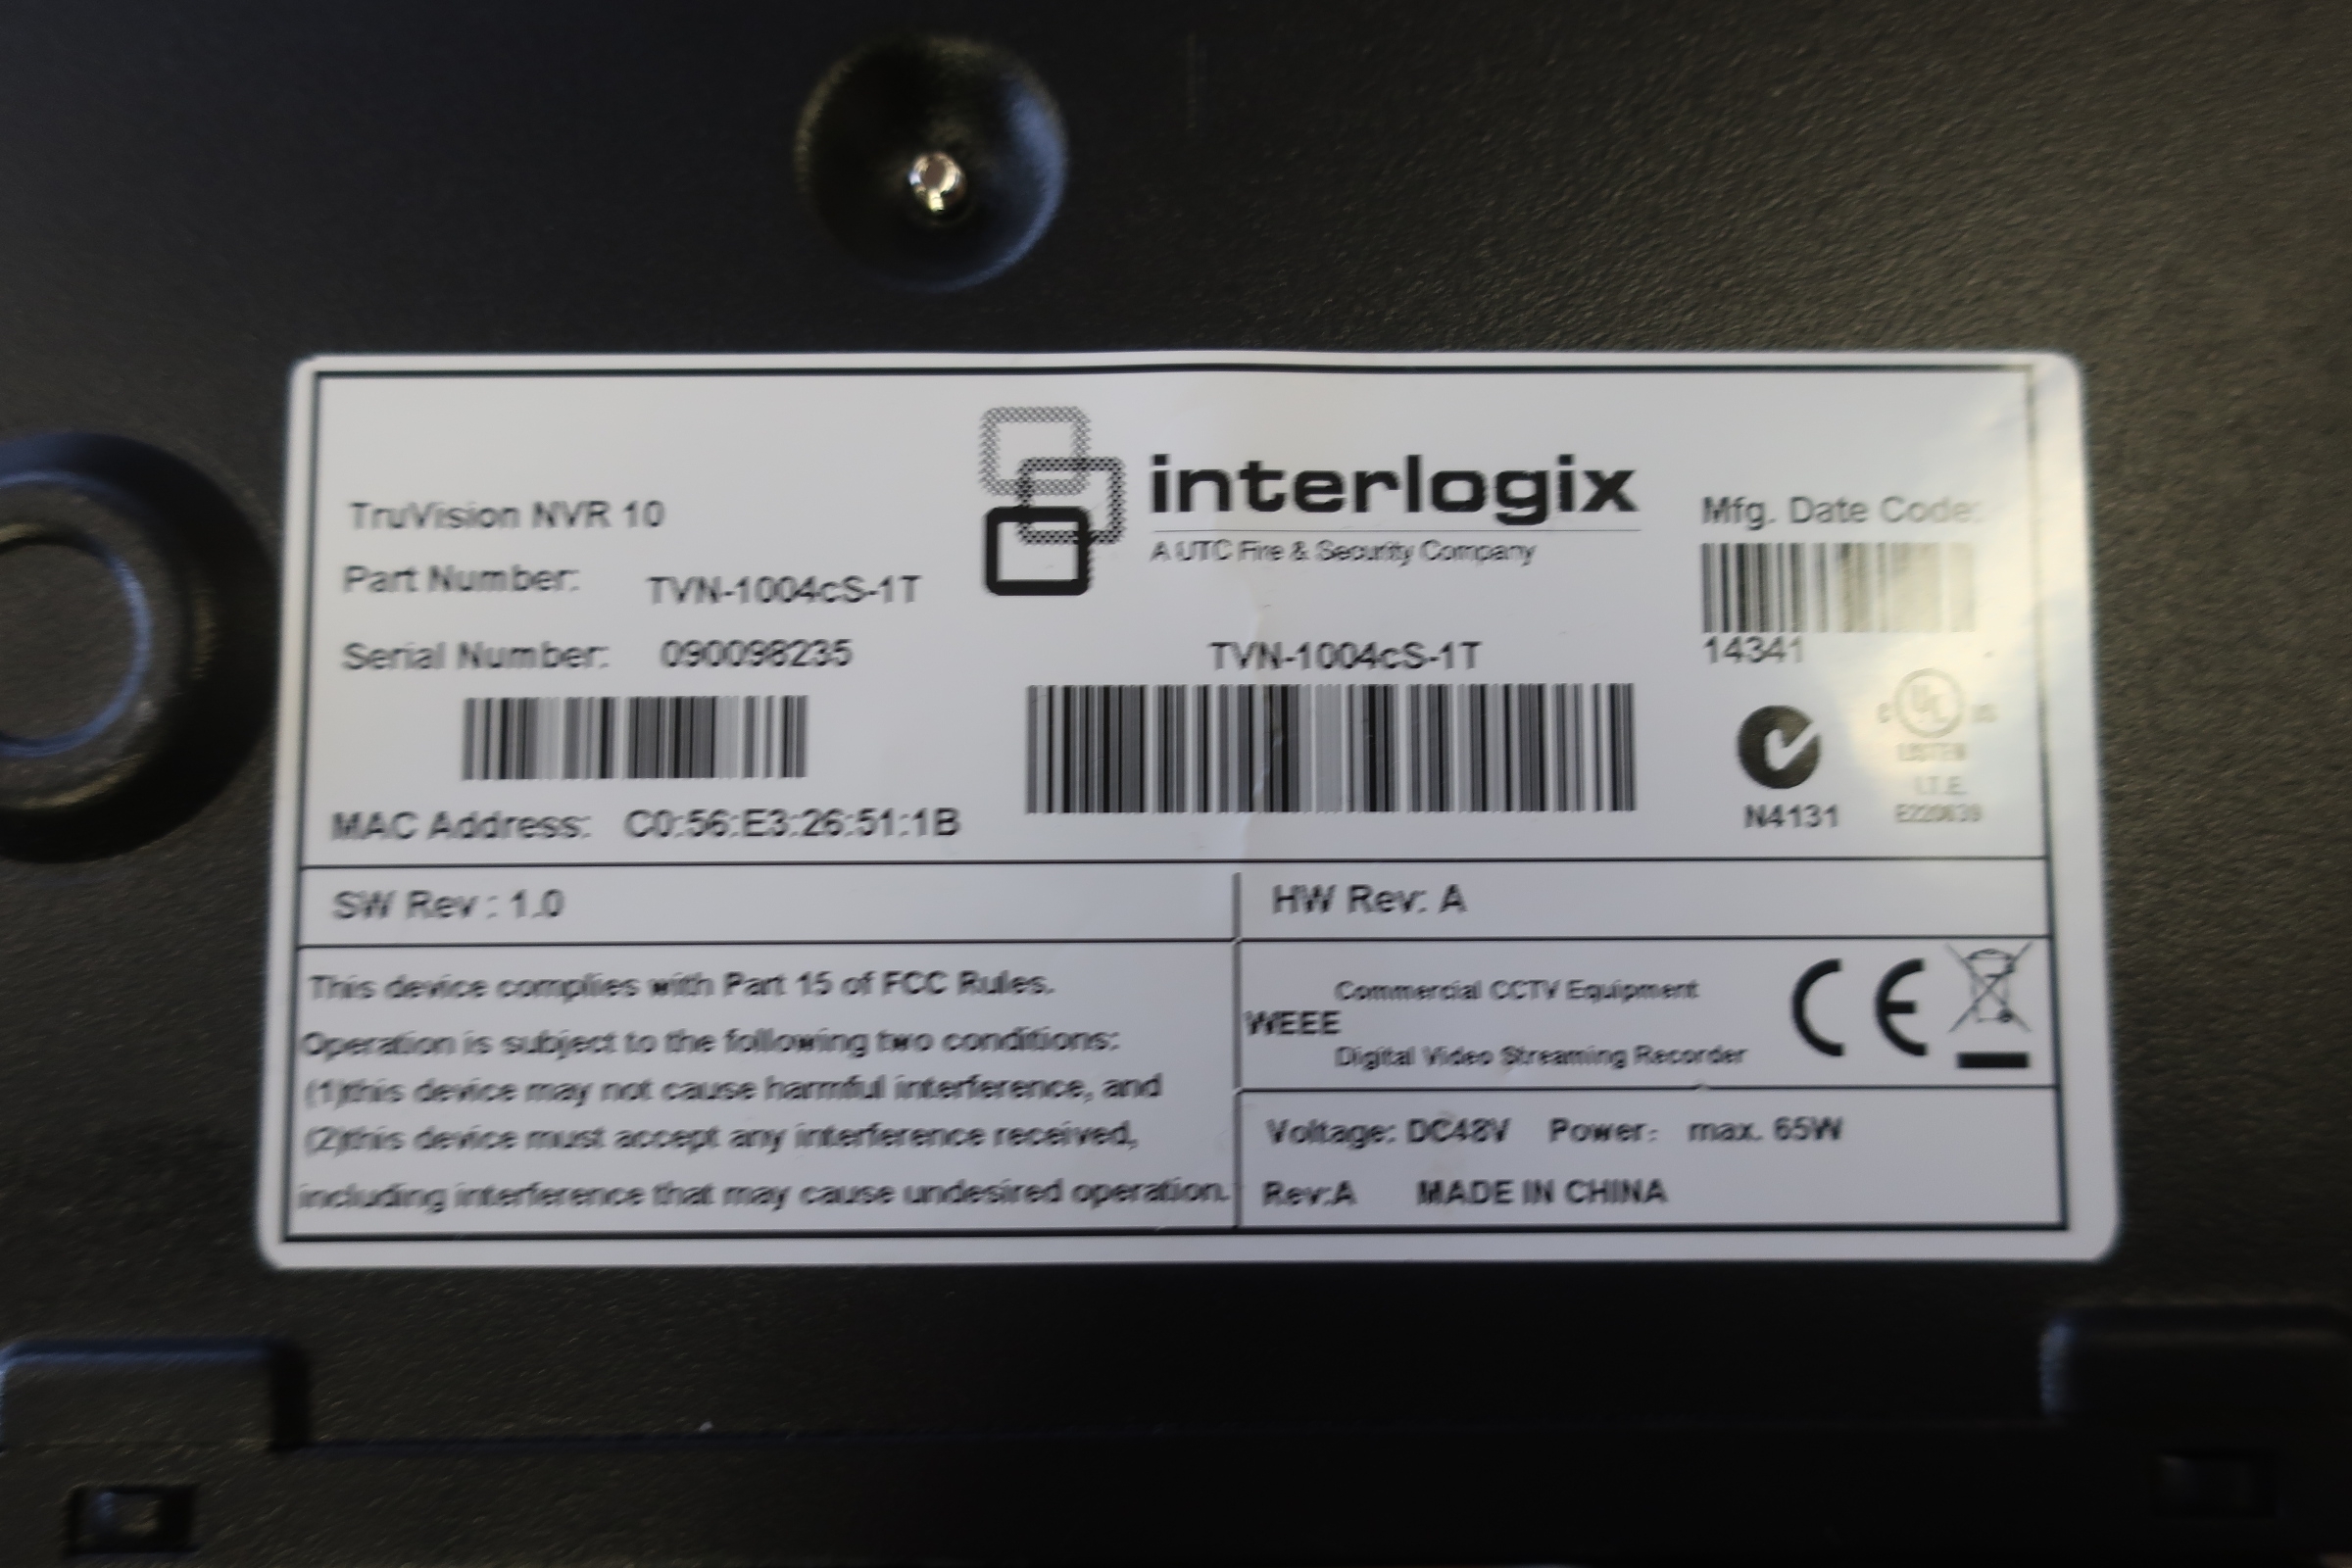 interlogix
A UTC Fire & Security Company
TruVision NVR 10
Part Number: TVN-1004cS-1T
Serial Number: 090098235
MAC Address: C0:56:E3:26:51:1B
TVN-1004cS-1T
Mfg. Date Code:
14341
N4131
C UL US
LISTED
I.T.E.
SW Rev : 1.0
HW Rev: A
This device complies with Part 15 of FCC Rules.
Operation is subject to the following two conditions:
(1)this device may not cause harmful interference, and
(2)this device must accept any interference received,
including interference that may cause undesired operation.
Commercial CCTV Equipment
WEEE
Digital Video Streaming Recorder
CE
Voltage: DC48V Power: max. 65W
Rev:A MADE IN CHINA